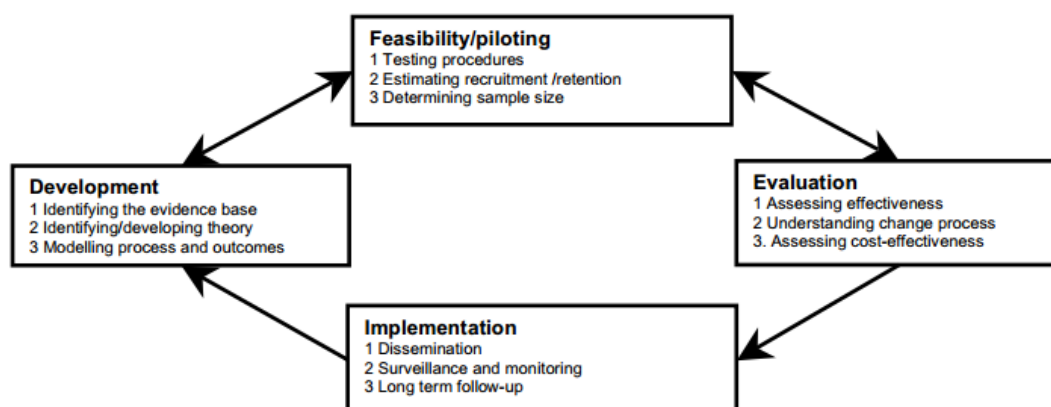 Feasibility/piloting
1 Testing procedures
2 Estimating recruitment /retention
3 Determining sample size
Development
1 Identifying the evidence base
2 Identifying/developing theory
3 Modelling process and outcomes
Evaluation
1 Assessing effectiveness
2 Understanding change process
3. Assessing cost-effectiveness
Implementation
1 Dissemination
2 Surveillance and monitoring
3 Long term follow-up